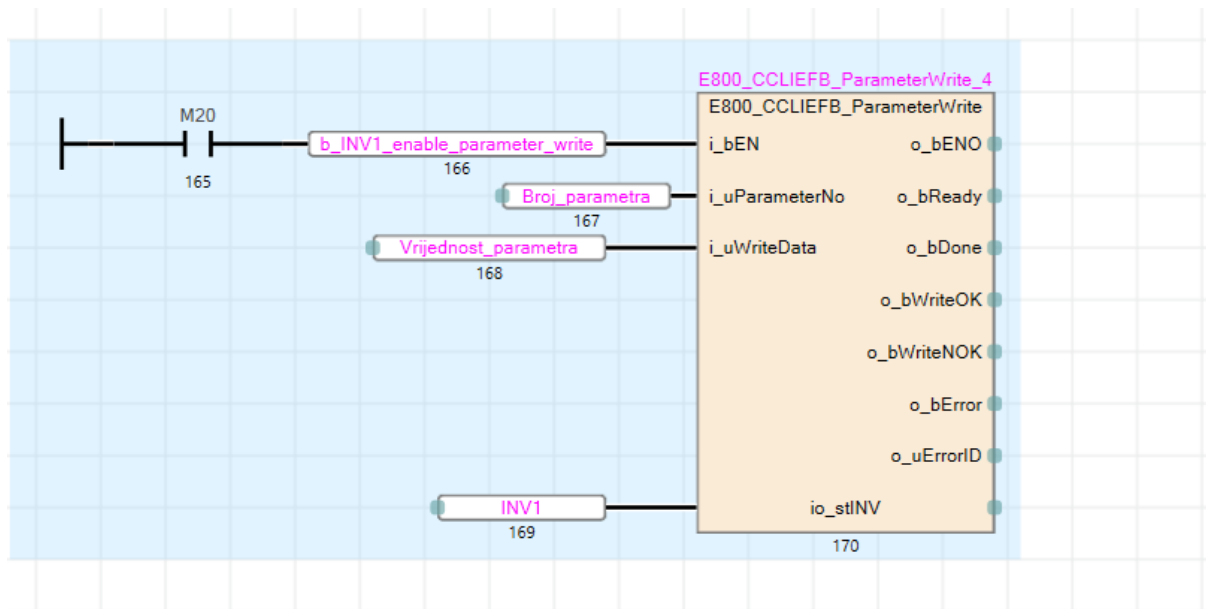 E800_CCLIEFB_ParameterWrite_4
E800_CCLIEFB_ParameterWrite
M20
165
b_INV1_enable_parameter_write
166
i_bEN
o_bENO
Broj_parametra
167
i_uParameterNo
o_bReady
Vrijednost_parametra
168
i_uWriteData
o_bDone
o_bWriteOK
o_bWriteNOK
o_bError
o_uErrorID
INV1
169
io_stINV
170